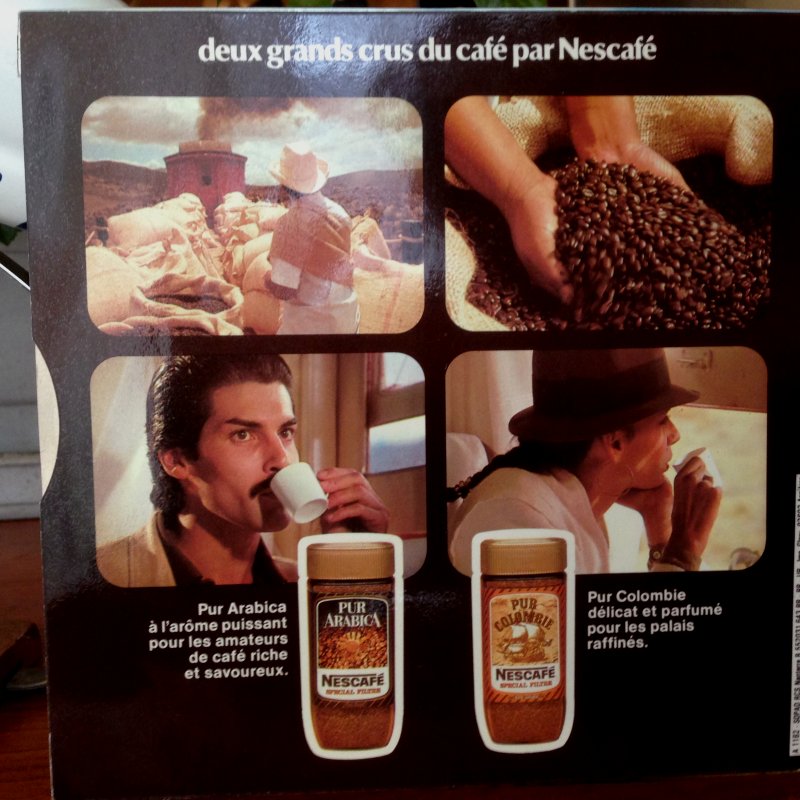 deux grands crus du café par Nescafé
Pur Arabica
à l'arôme puissant
pour les amateurs
de café riche
et savoureux.
PUR
ARABICA
NESCAFÉ
SPECIAL FILTRE
PUR
COLOMBIE
NESCAFÉ
SPECIAL FILTRE
Pur Colombie
délicat et parfumé
pour les palais
raffinés.